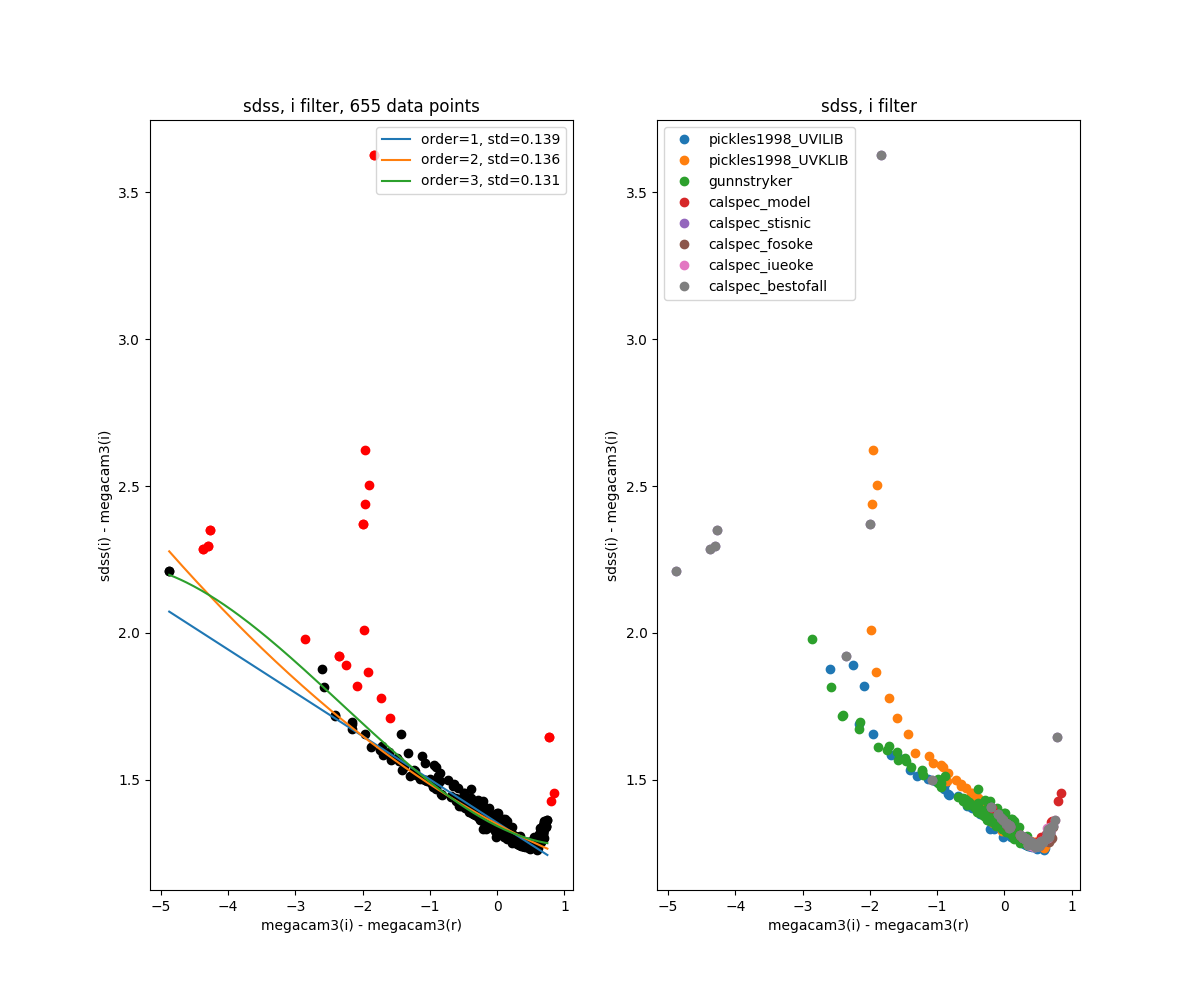 sdss, i filter, 655 data points
order=1, std=0.139
order=2, std=0.136
order=3, std=0.131
3.5
3.0
2.5
2.0
1.5
sdss(i) - megacam3(i)
−5
−4
−3
−2
−1
0
1
megacam3(i) - megacam3(r)
sdss, i filter
pickles1998_UVILIB
pickles1998_UVKLIB
gunnstryker
calspec_model
calspec_stisnic
calspec_fosoke
calspec_iueoke
calspec_bestofall
3.5
3.0
2.5
2.0
1.5
sdss(i) - megacam3(i)
−5
−4
−3
−2
−1
0
1
megacam3(i) - megacam3(r)